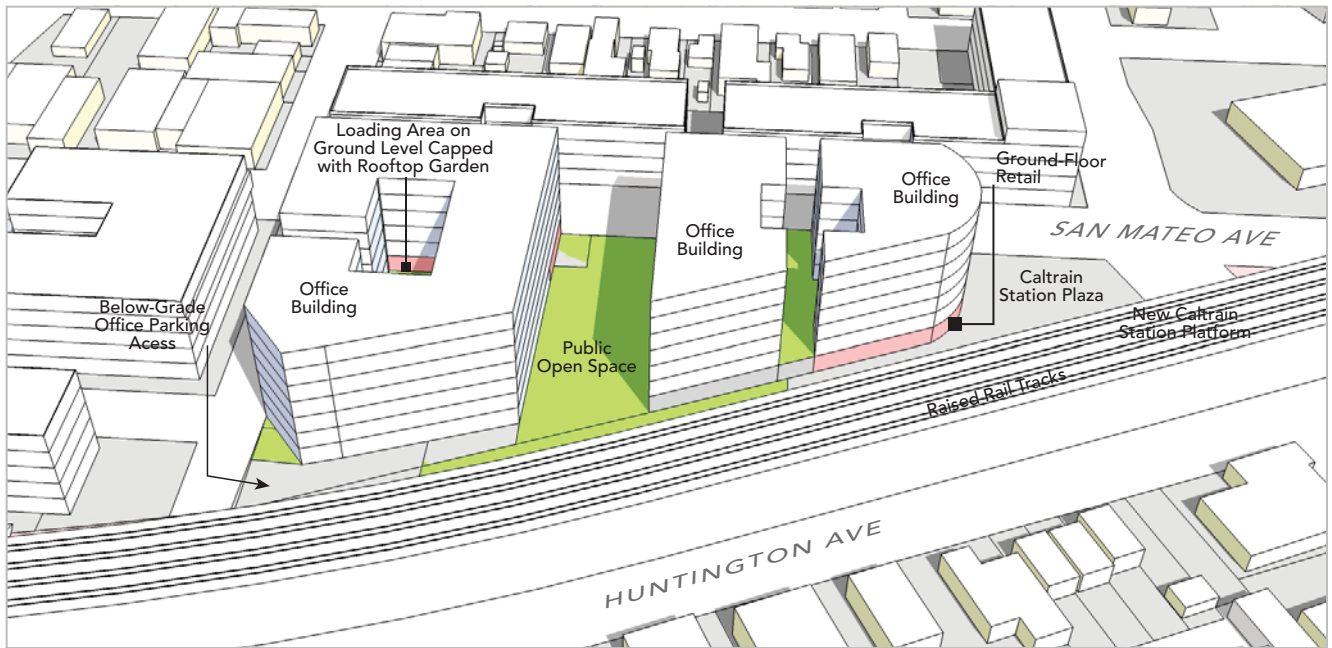 Loading Area on
Ground Level Capped
with Rooftop Garden
Ground-Floor
Retail
Office
Building
SAN MATEO AVE
Office
Building
Caltrain
Station Plaza
Office
Building
Below-Grade
Office Parking
Acess
New Caltrain
Station Platform
Public
Open Space
Raised Rail Tracks
HUNTINGTON AVE